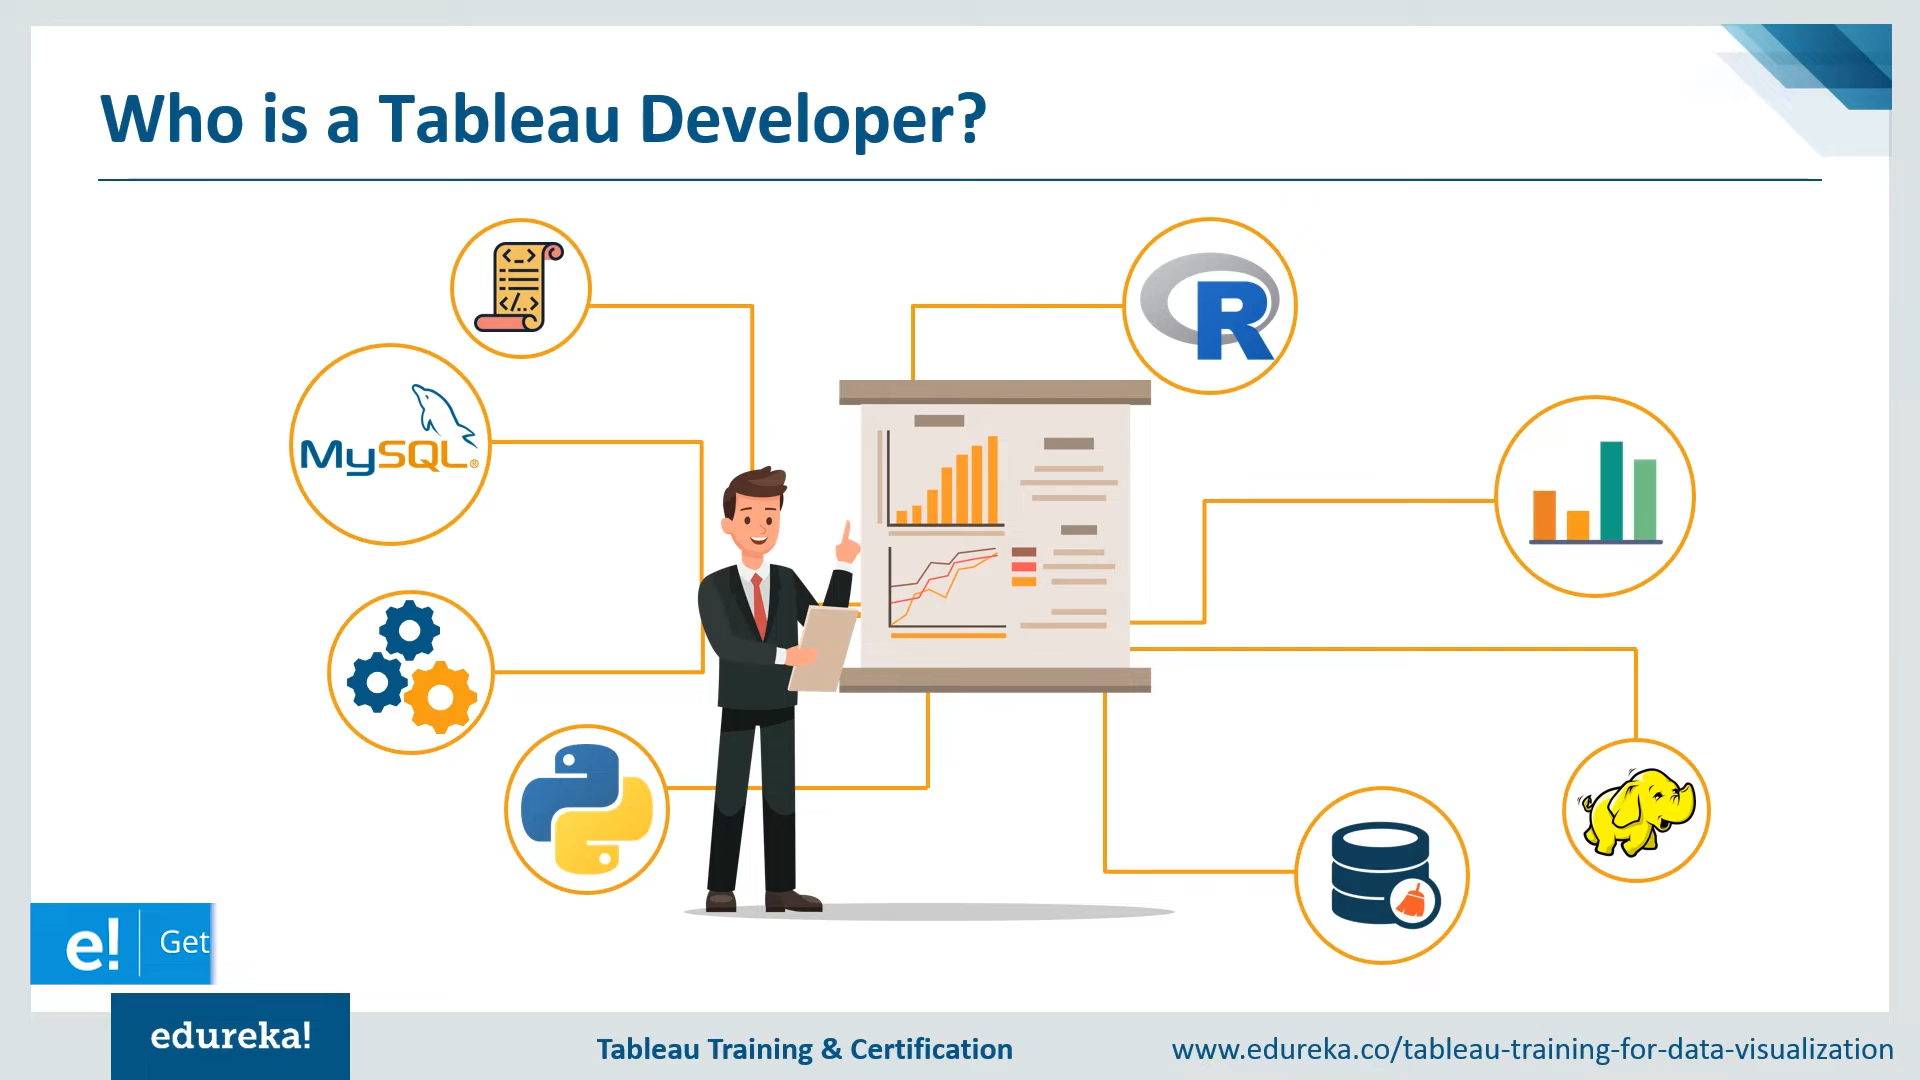 Who is a Tableau Developer?
<_>
R
MySQL®
</..>
e! Get
edureka!
Tableau Training & Certification
www.edureka.co/tableau-training-for-data-visualization